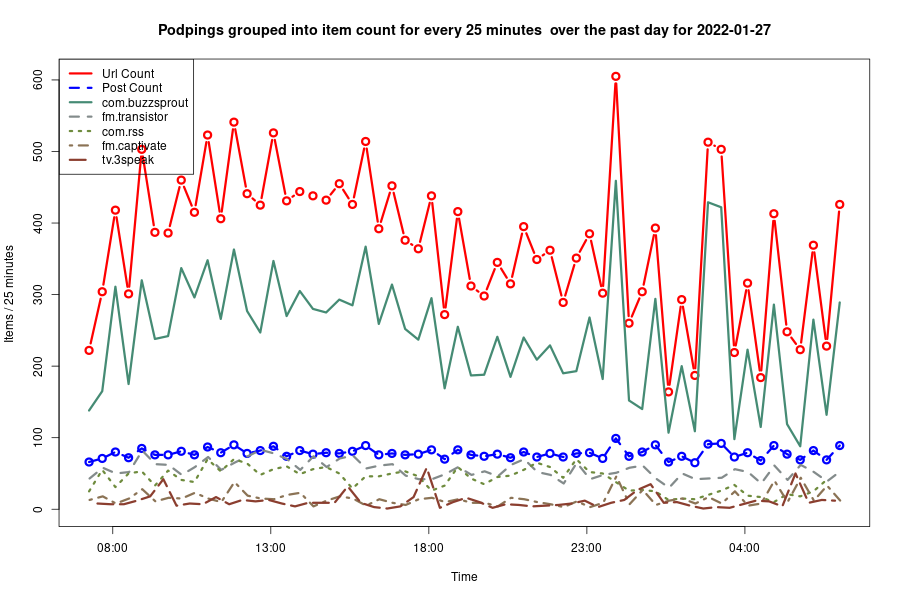 Podpings grouped into item count for every 25 minutes  over the past day for 2022-01-27
Url Count
Post Count
com.buzzsprout
fm.transistor
com.rss
fm.captivate
tv.3speak
Items / 25 minutes
600
500
400
300
200
100
0
08:00 13:00 18:00 23:00 04:00
Time